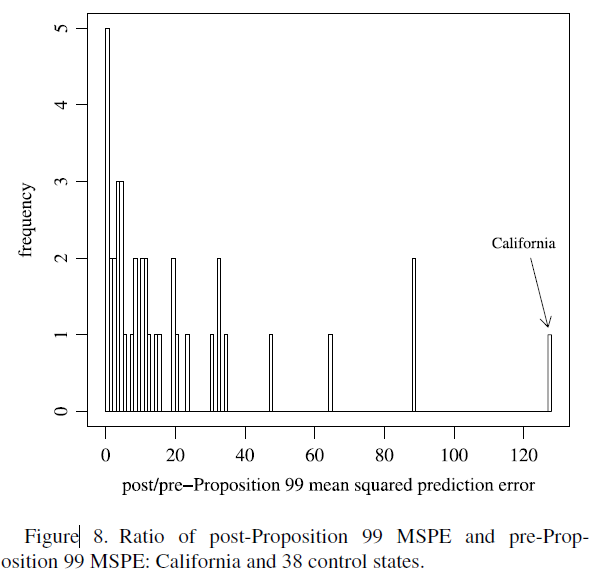 5
4
3
2
1
0
frequency
California
0 20 40 60 80 100 120
post/pre−Proposition 99 mean squared prediction error
Figure 8. Ratio of post-Proposition 99 MSPE and pre-Prop-
osition 99 MSPE: California and 38 control states.